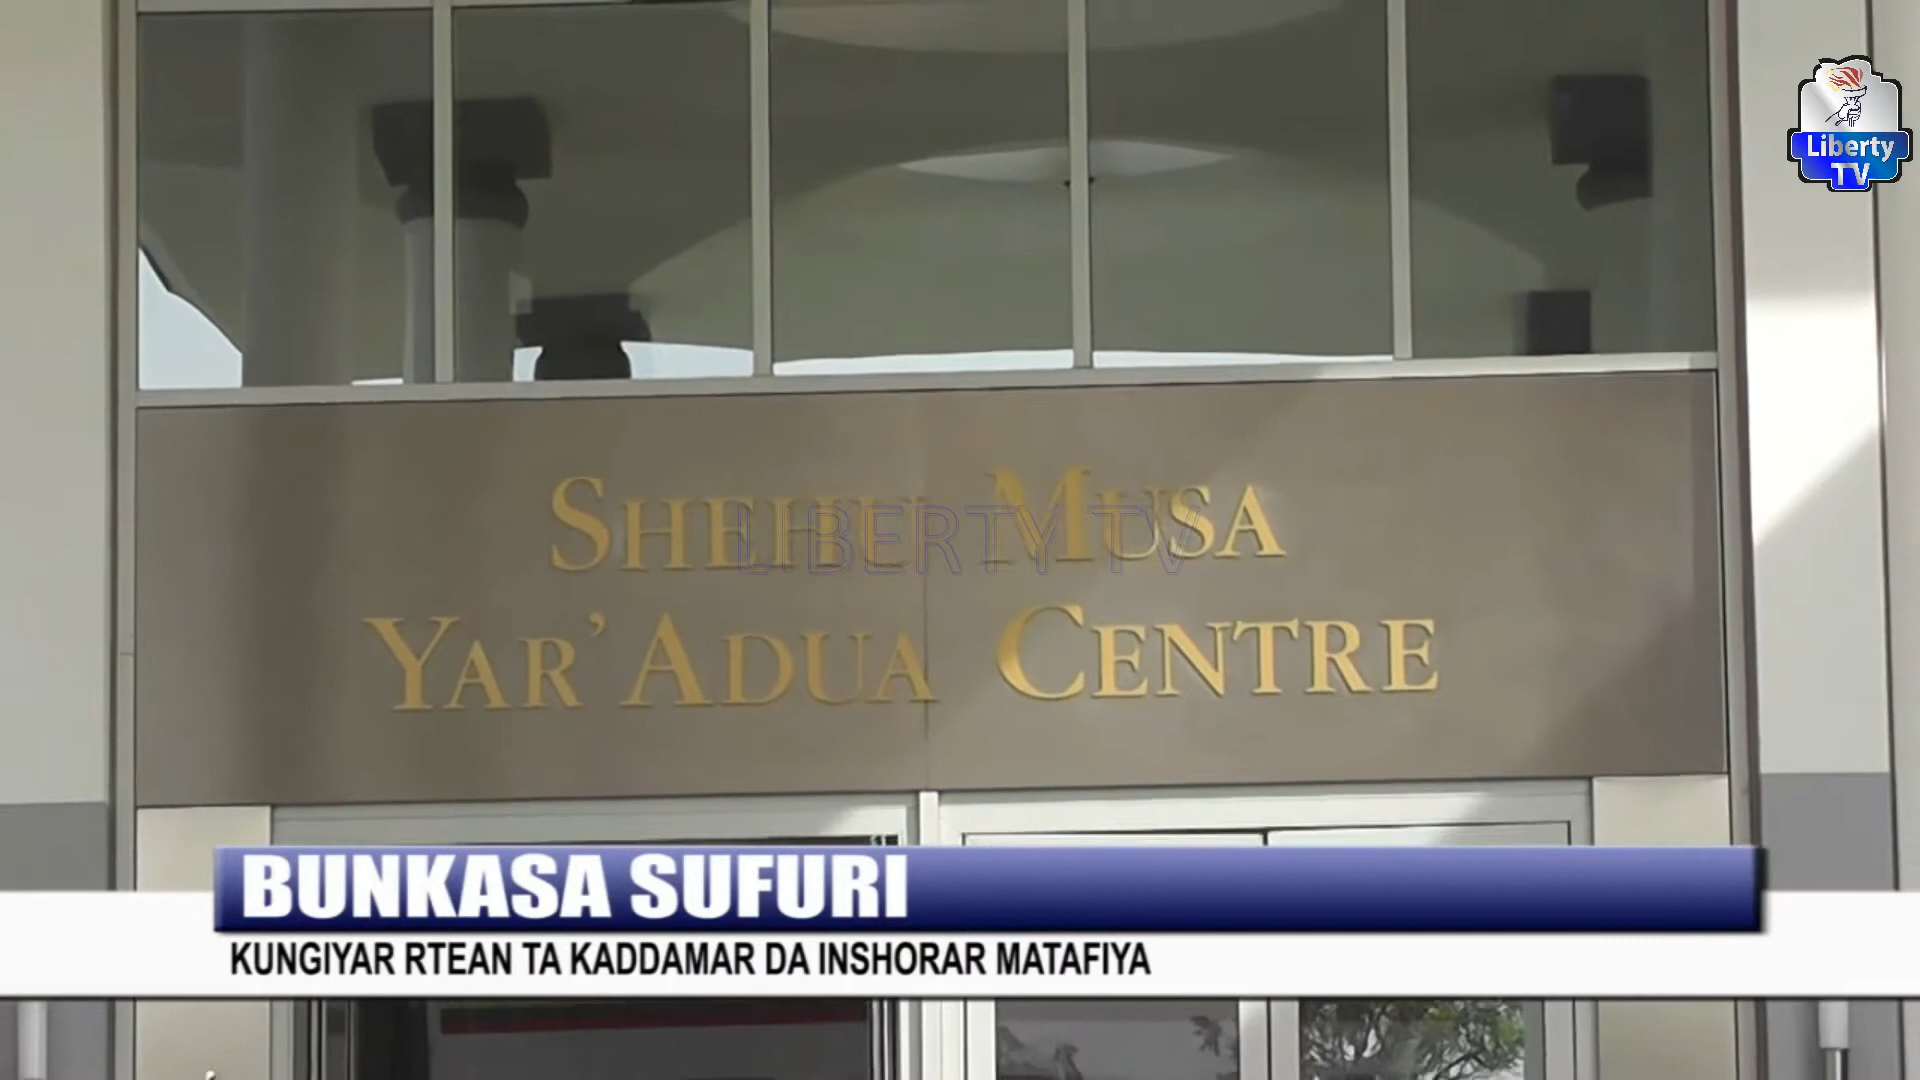 Liberty
TV
SHEHU MUSA
LIBERTY TV
YAR'ADUA CENTRE
BUNKASA SUFURI
KUNGIYAR RTEAN TA KADDAMAR DA INSHORAR MATAFIYA